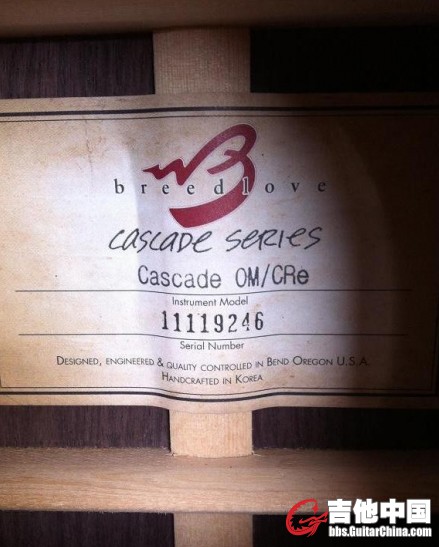 breedlove
cascade series
Cascade OM/CRe
Instrument Model
11119246
Serial Number
Designed, engineered & quality controlled in Bend Oregon U.S.A.
Handcrafted in Korea
吉他中国
bbs.GuitarChina.com